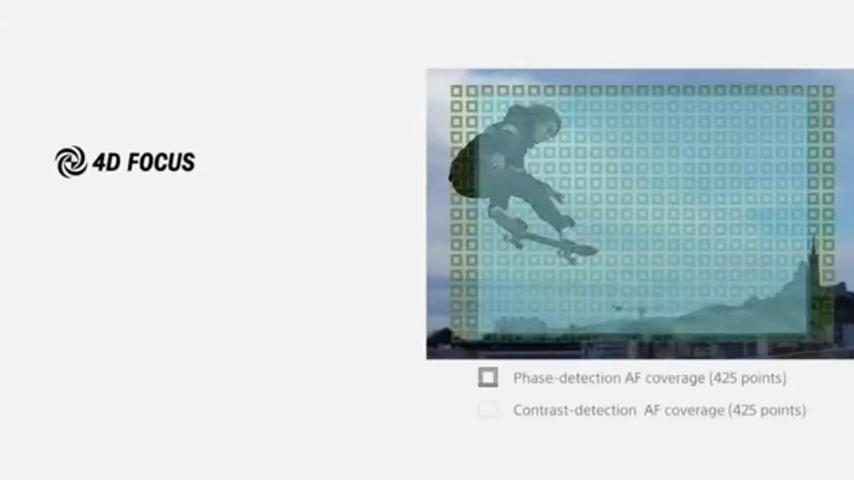 4D FOCUS
Phase-detection AF coverage (425 points)
Contrast-detection AF coverage (425 points)